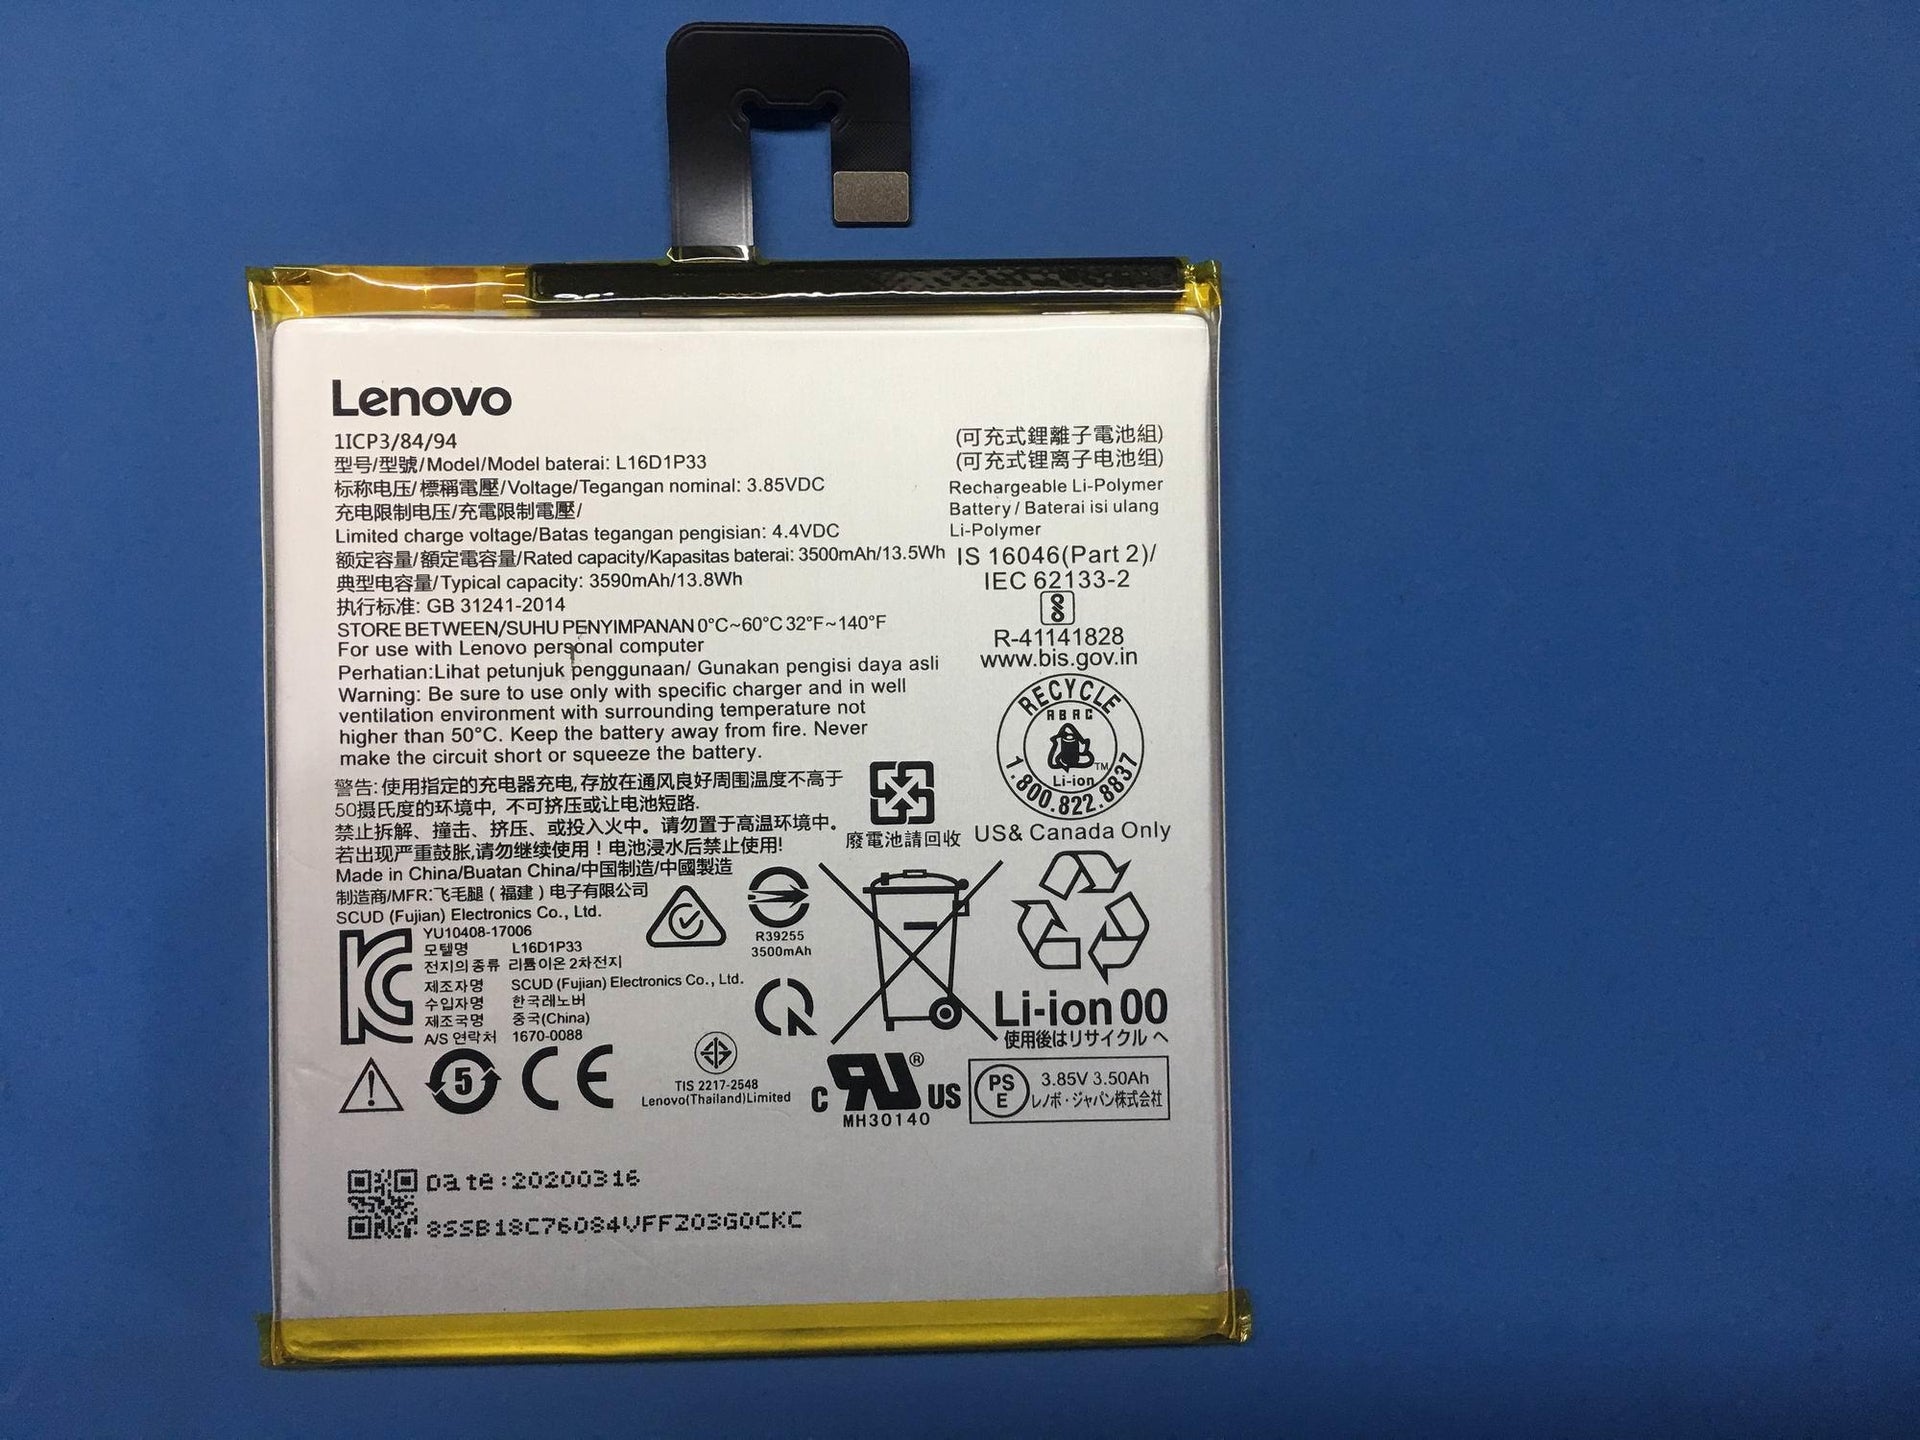 Lenovo
1ICP3/84/94
型号/型號/Model/Model baterai: L16D1P33
标称电压/標稱電壓/Voltage/Tegangan nominal: 3.85VDC
充电限制电压/充電限制電壓/
Limited charge voltage/Batas tegangan pengisian: 4.4VDC
额定容量/額定電容量/Rated capacity/Kapasitas baterai: 3500mAh/13.5Wh
典型电容量/Typical capacity: 3590mAh/13.8Wh
执行标准: GB 31241-2014
STORE BETWEEN/SUHU PENYIMPANAN 0°C~60°C 32°F~140°F
For use with Lenovo personal computer
Perhatian:Lihat petunjuk penggunaan/ Gunakan pengisi daya asli
Warning: Be sure to use only with specific charger and in well
ventilation environment with surrounding temperature not
higher than 50°C. Keep the battery away from fire. Never
make the circuit short or squeeze the battery.
警告: 使用指定的充电器充电, 存放在通风良好周围温度不高于
50摄氏度的环境中, 不可挤压或让电池短路.
禁止拆解、撞击、挤压、或投入火中。请勿置于高温环境中。
若出现严重鼓胀,请勿继续使用！电池浸水后禁止使用!
Made in China/Buatan China/中国制造/中國製造
制造商/MFR: 飞毛腿（福建）电子有限公司
SCUD (Fujian) Electronics Co., Ltd.
(可充式鋰離子電池組)
(可充式锂离子电池组)
Rechargeable Li-Polymer
Battery / Baterai isi ulang
Li-Polymer
IS 16046(Part 2)/
IEC 62133-2
R-41141828
www.bis.gov.in
RECYCLE
RBRC
Li-ion
TM
1.800.822.8837
US& Canada Only
廢電池請回收
YU10408-17006
모델명 L16D1P33
전지의종류 리튬이온2차전지
제조자명 SCUD (Fujian) Electronics Co., Ltd.
수입자명 한국레노버
제조국명 중국(China)
A/S 연락처 1670-0088
R39255
3500mAh
Li-ion 00
使用後はリサイクル へ
5
CE
TIS 2217-2548
Lenovo(Thailand)Limited
C RU ® US
MH30140
PS
E
3.85V 3.50Ah
レノボ・ジャパン株式会社
Date:20200316
8SSB18C76084VFFZ03G0CKC